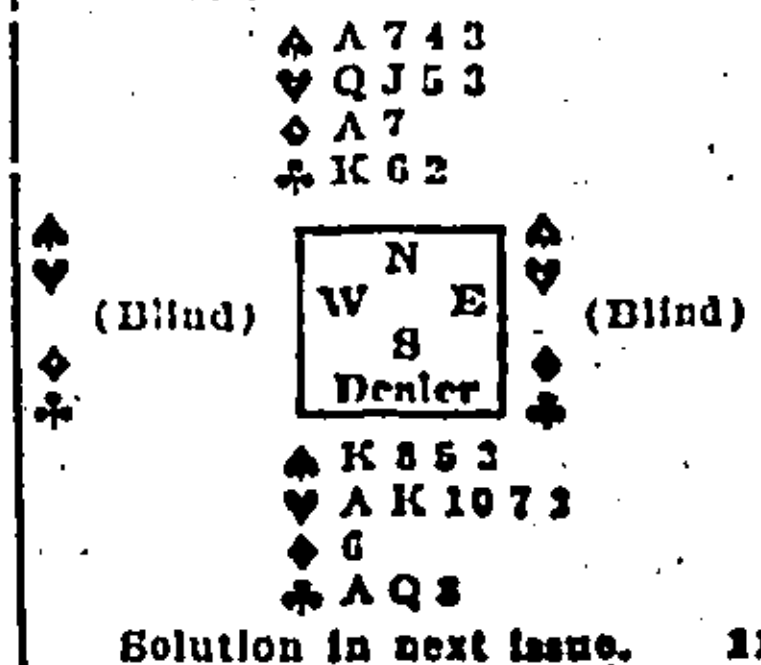 ♠ A 7 4 3
♥ Q J 5 3
♦ A 7
♣ K 6 2
♠ ♠
♥ N ♥
(Blind) W E (Blind)
♦ S ♦
♣ Dealer ♣
♠ K 8 5 2
♥ A K 10 7 2
♦ 6
♣ A Q 8
Solution in next issue.